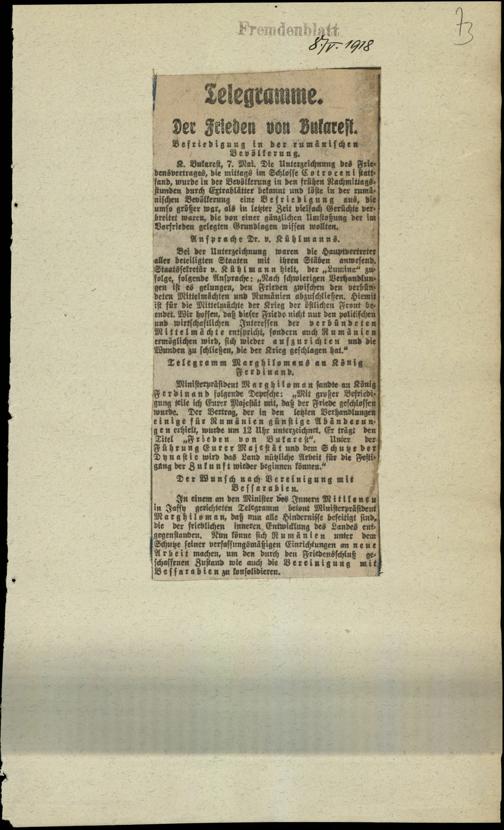 Fremdenblatt
8/V. 1918
73
Telegramme.
Der Frieden von Bukarest.
Befriedigung in der rumänischen
Bevölkerung.
K. Bukarest, 7. Mai. Die Unterzeichnung des Frie-
densvertrages, die mittags im Schlosse Cotroceni statt-
fand, wurde in der Bevölkerung in den frühen Nachmittags-
stunden durch Extrablätter bekannt und löste in der rumä-
nischen Bevölkerung eine Befriedigung aus, die
umso größer war, als in letzter Zeit vielfach Gerüchte ver-
breitet waren, die von einer gänzlichen Umstoßung der im
Vorfrieden gelegten Grundlagen wissen wollten.
Ansprache Dr. v. Kühlmanns.
Bei der Unterzeichnung waren die Hauptvertreter
aller beteiligten Staaten mit ihren Stäben anwesend.
Staatssekretär v. Kühlmann hielt, der „Lumina" zu-
folge, folgende Ansprache: „Nach schwierigen Verhandlun-
gen ist es gelungen, den Frieden zwischen den verbün-
deten Mittelmächten und Rumänien abzuschließen. Hiemit
ist für die Mittelmächte der Krieg der östlichen Front be-
endet. Wir hoffen, daß dieser Friede nicht nur den politischen
und wirtschaftlichen Interessen der verbündeten
Mittelmächte entspricht, sondern auch Rumänien
ermöglichen wird, sich wieder aufzurichten und die
Wunden zu schließen, die der Krieg geschlagen hat."
Telegramm Marghilomans an König
Ferdinand.
Ministerpräsident Marghiloman sandte an König
Ferdinand folgende Depesche: „Mit großer Befriedi-
gung teile ich Eurer Majestät mit, daß der Friede geschlossen
wurde. Der Vertrag, der in den letzten Verhandlungen
einige für Rumänien günstige Abänderun-
gen erhielt, wurde um 12 Uhr unterzeichnet. Er trägt den
Titel „Frieden von Bukarest". Unter der
Führung Eurer Majestät und dem Schutze der
Dynastie wird das Land nützliche Arbeit für die Festi-
gung der Zukunft wieder beginnen können."
Der Wunsch nach Vereinigung mit
Bessarabien.
In einem an den Minister des Innern Mitilanu
in Jassy gerichteten Telegramm betont Ministerpräsident
Marghiloman, daß nun alle Hindernisse beseitigt sind,
die der friedlichen inneren Entwicklung des Landes ent-
gegenstanden. Nun könne sich Rumänien unter dem
Schutze seiner verfassungsmäßigen Einrichtungen an neue
Arbeit machen, um den durch den Friedensschluß ge-
schaffenen Zustand wie auch die Vereinigung mit
Bessarabien zu konsolidieren.